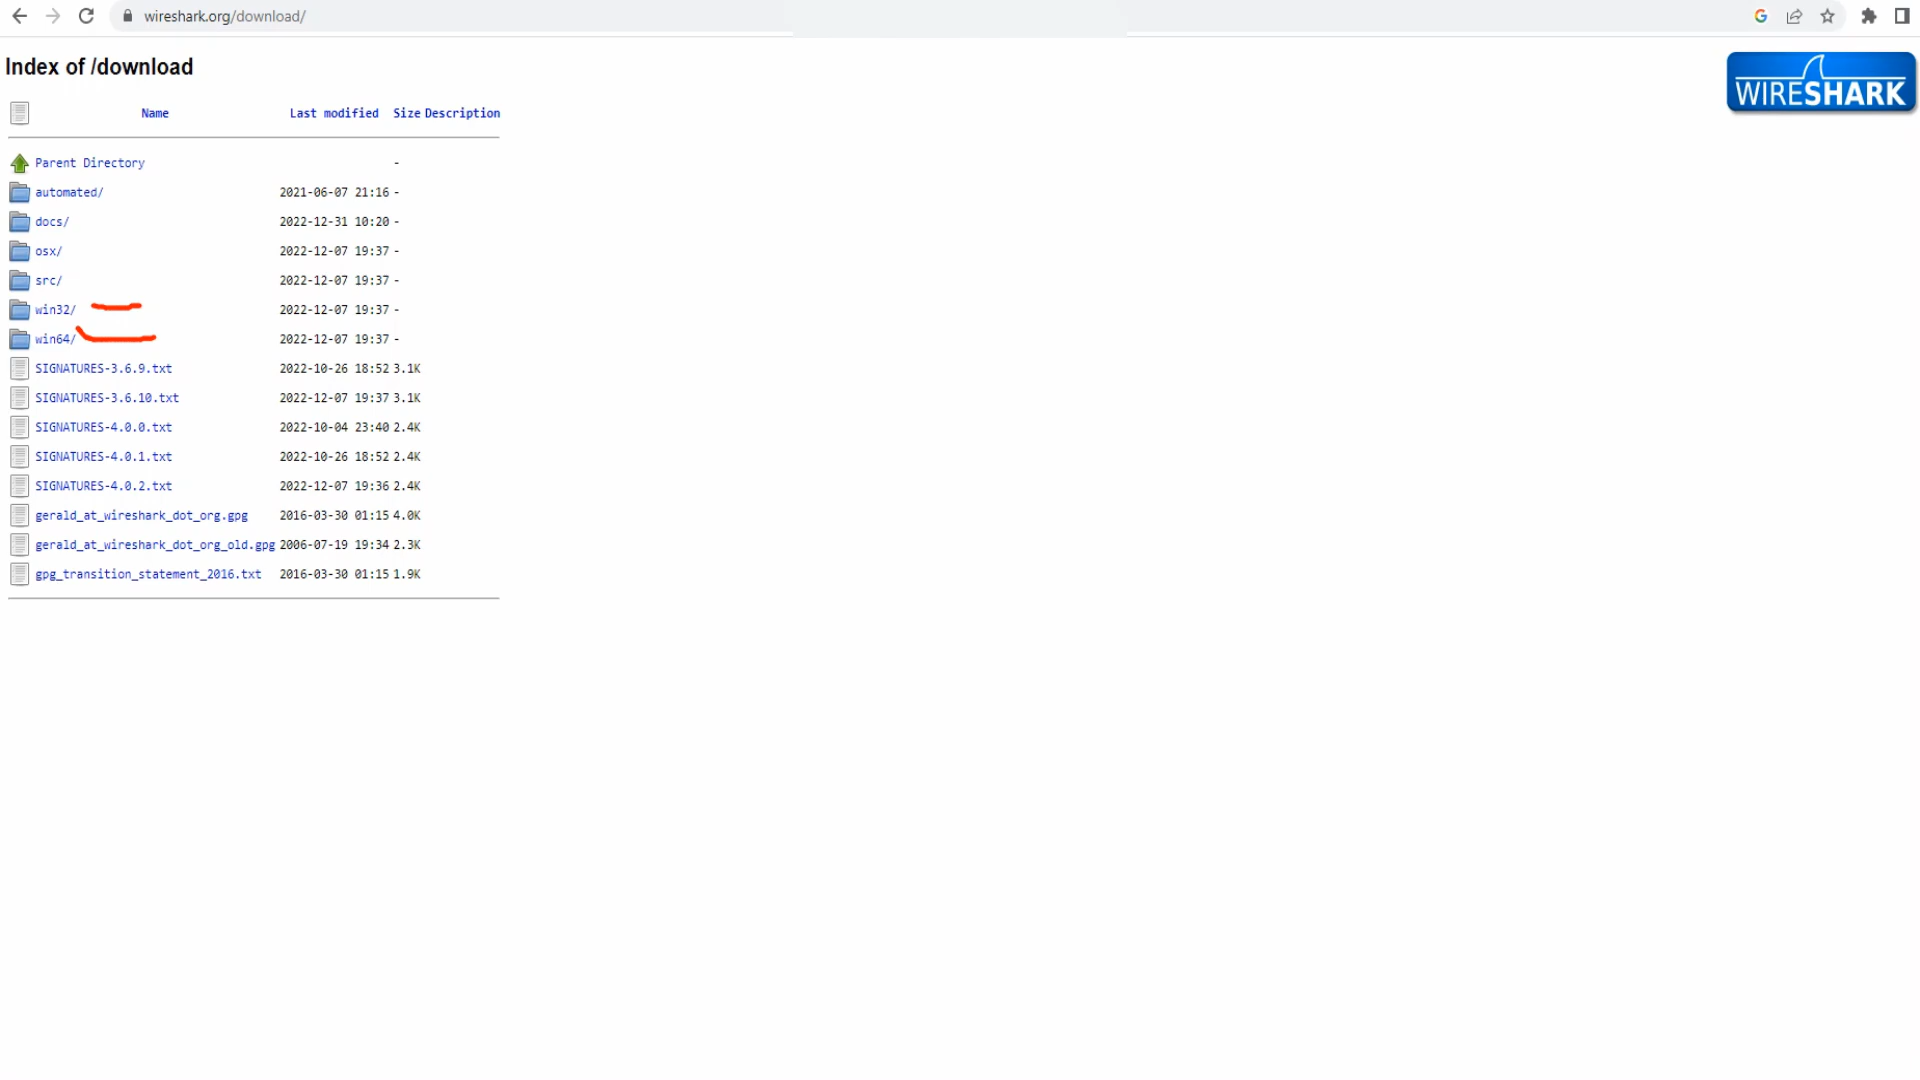 wireshark.org/download/
Index of /download
WIRESHARK
Name Last modified Size Description
Parent Directory -
automated/ 2021-06-07 21:16 -
docs/ 2022-12-31 10:20 -
osx/ 2022-12-07 19:37 -
src/ 2022-12-07 19:37 -
win32/ 2022-12-07 19:37 -
win64/ 2022-12-07 19:37 -
SIGNATURES-3.6.9.txt 2022-10-26 18:52 3.1K
SIGNATURES-3.6.10.txt 2022-12-07 19:37 3.1K
SIGNATURES-4.0.0.txt 2022-10-04 23:40 2.4K
SIGNATURES-4.0.1.txt 2022-10-26 18:52 2.4K
SIGNATURES-4.0.2.txt 2022-12-07 19:36 2.4K
gerald_at_wireshark_dot_org.gpg 2016-03-30 01:15 4.0K
gerald_at_wireshark_dot_org_old.gpg 2006-07-19 19:34 2.3K
gpg_transition_statement_2016.txt 2016-03-30 01:15 1.9K